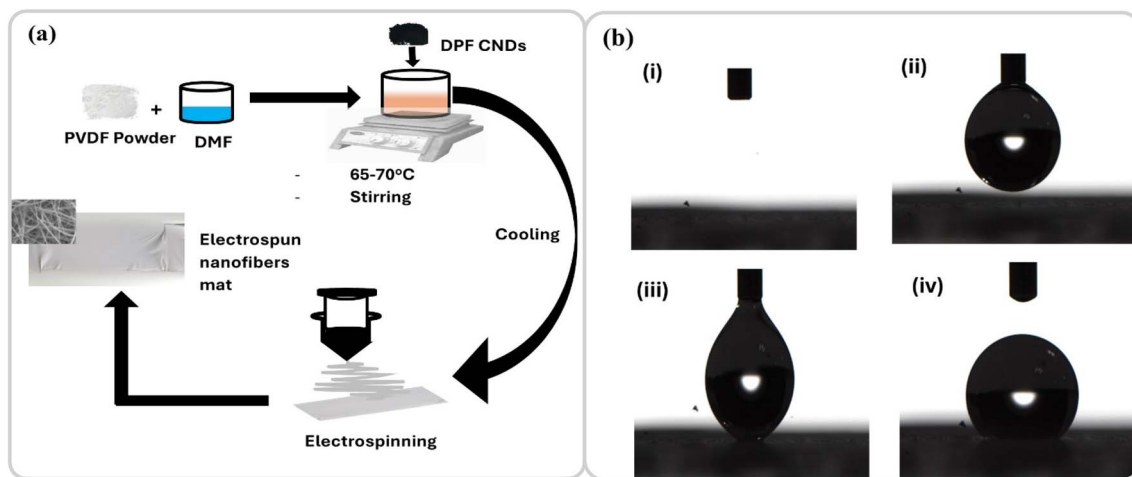 (a)
DPF CNDs
PVDF Powder
+
DMF
- 65-70°C
- Stirring
Cooling
Electrospun
nanofibers
mat
Electrospinning
(b)
(i)
(ii)
(iii)
(iv)